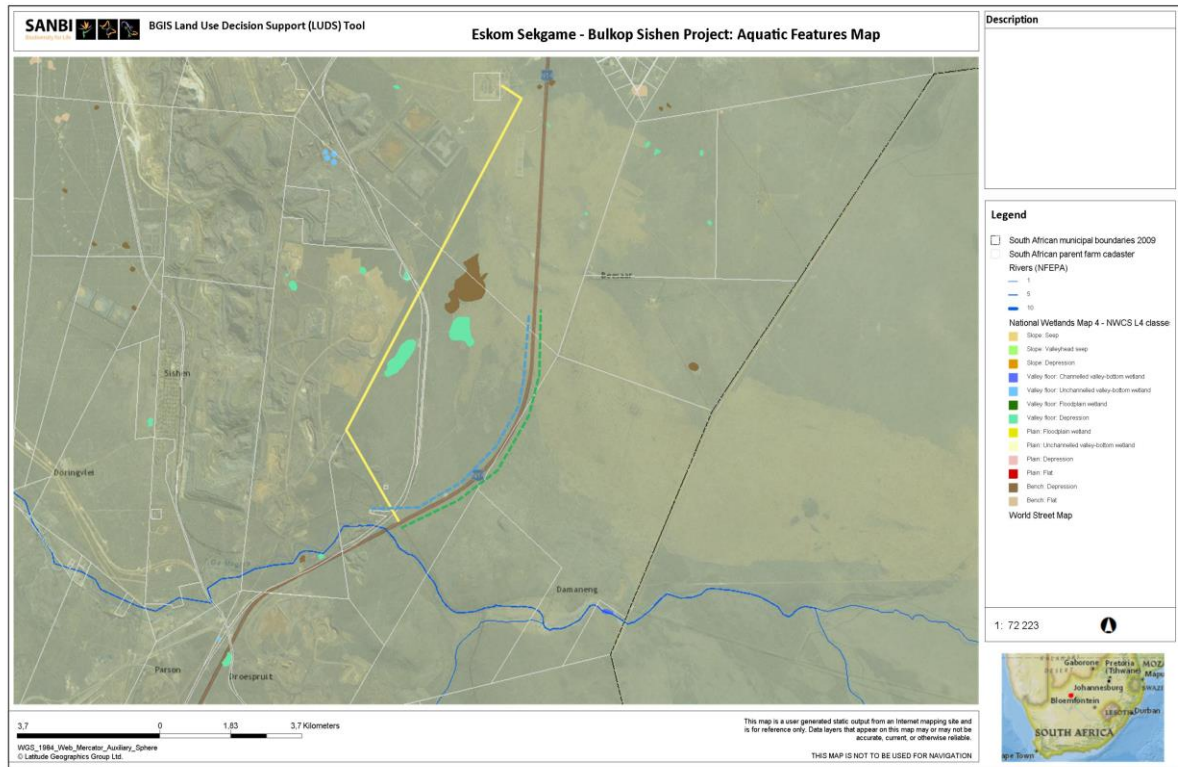 SANBI
Biodiversity for Life
BGIS Land Use Decision Support (LUDS) Tool
Eskom Sekgame - Bulkop Sishen Project: Aquatic Features Map
Description
Legend
South African municipal boundaries 2009
South African parent farm cadaster
Rivers (NFEPA)
1
5
10
National Wetlands Map 4 - NWCS L4 classe
Slope: Seep
Slope: Valleyhead seep
Slope: Depression
Valley floor: Channelled valley-bottom wetland
Valley floor: Unchannelled valley-bottom wetland
Valley floor: Floodplain wetland
Valley floor: Depression
Plain: Floodplain wetland
Plain: Unchannelled valley-bottom wetland
Plain: Depression
Plain: Flat
Bench: Depression
Bench: Flat
World Street Map
1: 72 223
Sishen
Doringvlei
Damaneng
Parson
Droespruit
Gaborone
Pretoria
(Tshwane)
MOZ
Mapu
Johannesburg
SWAZI
Bloemfontein
LESOTHO
Durban
SOUTH AFRICA
ape Town
3,7
0
1,83
3,7 Kilometers
WGS_1984_Web_Mercator_Auxiliary_Sphere
© Latitude Geographics Group Ltd.
This map is a user generated static output from an Internet mapping site and
is for reference only. Data layers that appear on this map may or may not be
accurate, current, or otherwise reliable.
THIS MAP IS NOT TO BE USED FOR NAVIGATION